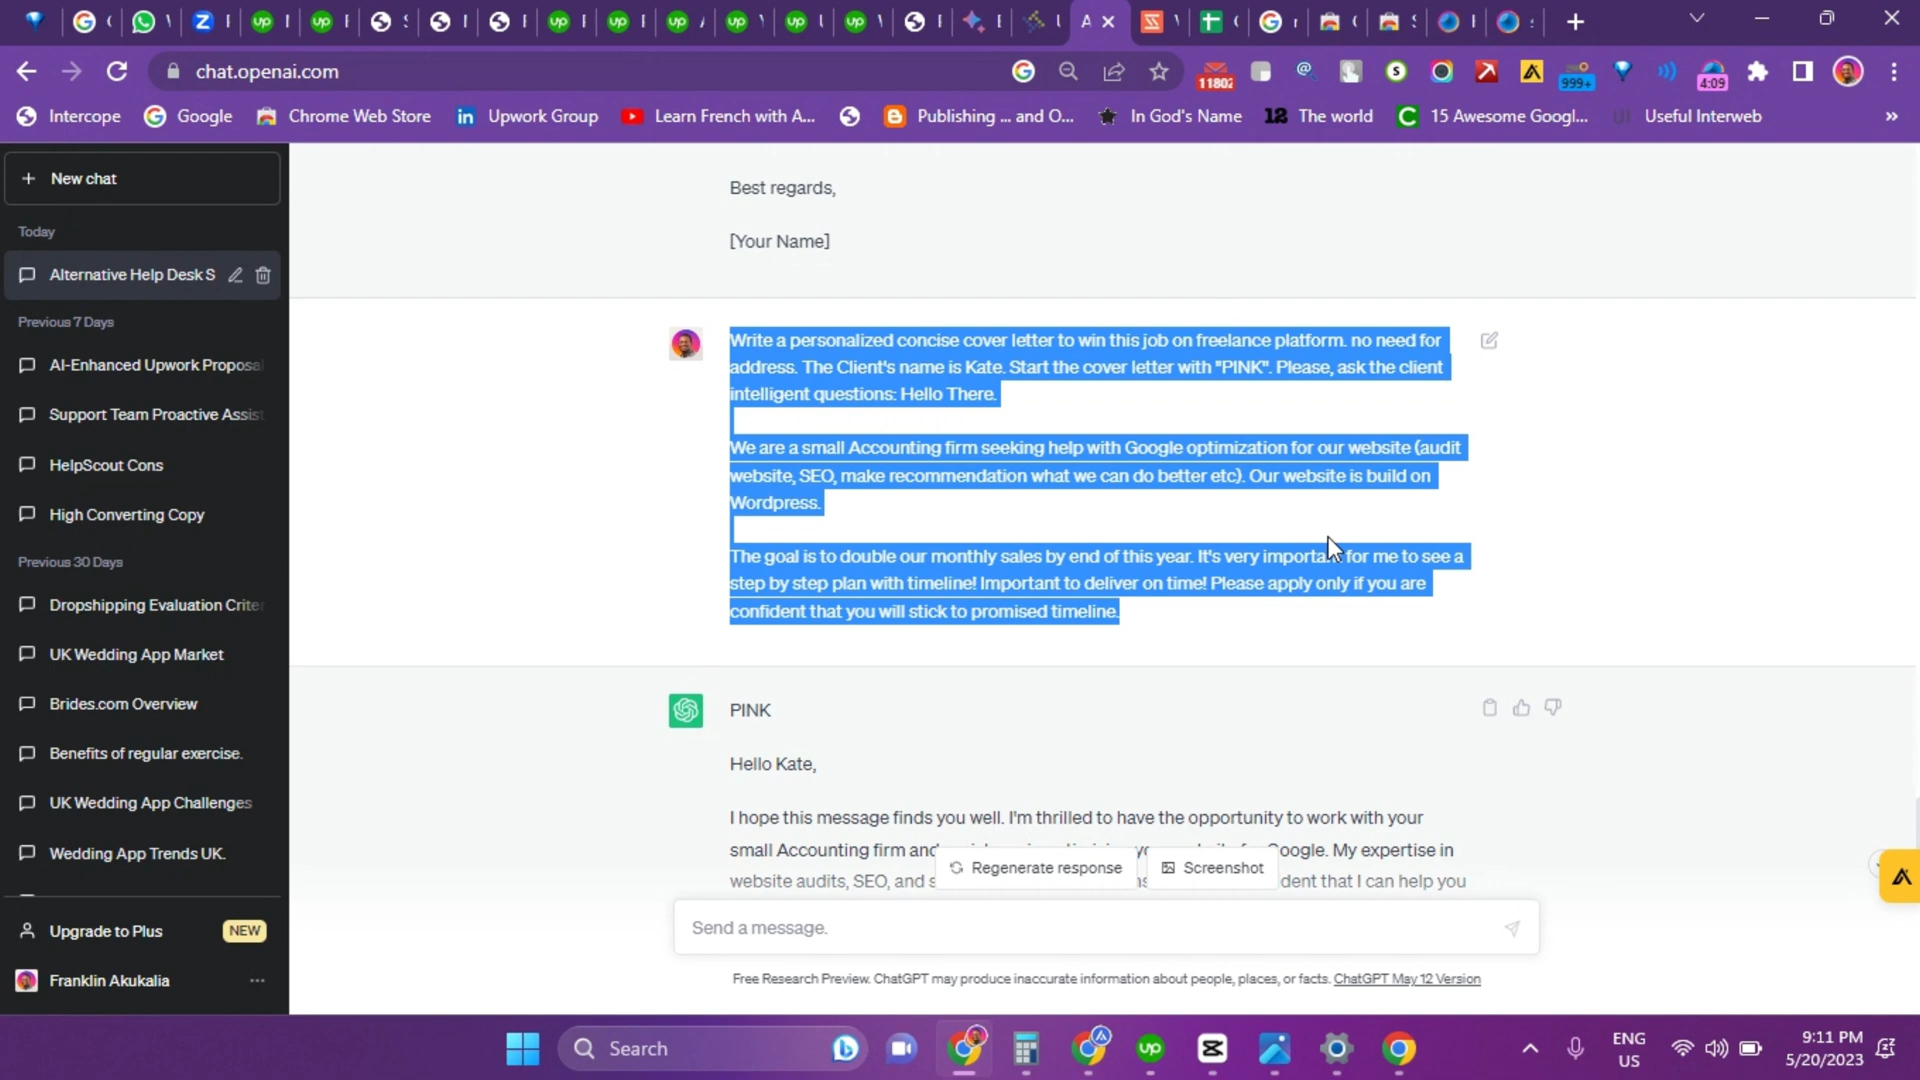 chat.openai.com
11802
999+
4:09
Intercope
Google
Chrome Web Store
Upwork Group
Learn French with A...
Publishing ... and O...
In God's Name
12 The world
15 Awesome Googl...
UI Useful Interweb
»
+ New chat
Today
Alternative Help Desk S
Previous 7 Days
AI-Enhanced Upwork Proposa
Support Team Proactive Assist
HelpScout Cons
High Converting Copy
Previous 30 Days
Dropshipping Evaluation Criter
UK Wedding App Market
Brides.com Overview
Benefits of regular exercise.
UK Wedding App Challenges
Wedding App Trends UK.
Upgrade to Plus NEW
Franklin Akukalia ...
Best regards,
[Your Name]
Write a personalized concise cover letter to win this job on freelance platform. no need for
address. The Client's name is Kate. Start the cover letter with "PINK". Please, ask the client
intelligent questions: Hello There.
We are a small Accounting firm seeking help with Google optimization for our website (audit
website, SEO, make recommendation what we can do better etc). Our website is build on
Wordpress.
The goal is to double our monthly sales by end of this year. It's very important for me to see a
step by step plan with timeline! Important to deliver on time! Please apply only if you are
confident that you will stick to promised timeline.
PINK
Hello Kate,
I hope this message finds you well. I'm thrilled to have the opportunity to work with your
small Accounting firm and Google. My expertise in
website audits, SEO, and that I can help you
Regenerate response
Screenshot
Send a message.
Free Research Preview. ChatGPT may produce inaccurate information about people, places, or facts. ChatGPT May 12 Version
Search
ENG
US
9:11 PM
5/20/2023